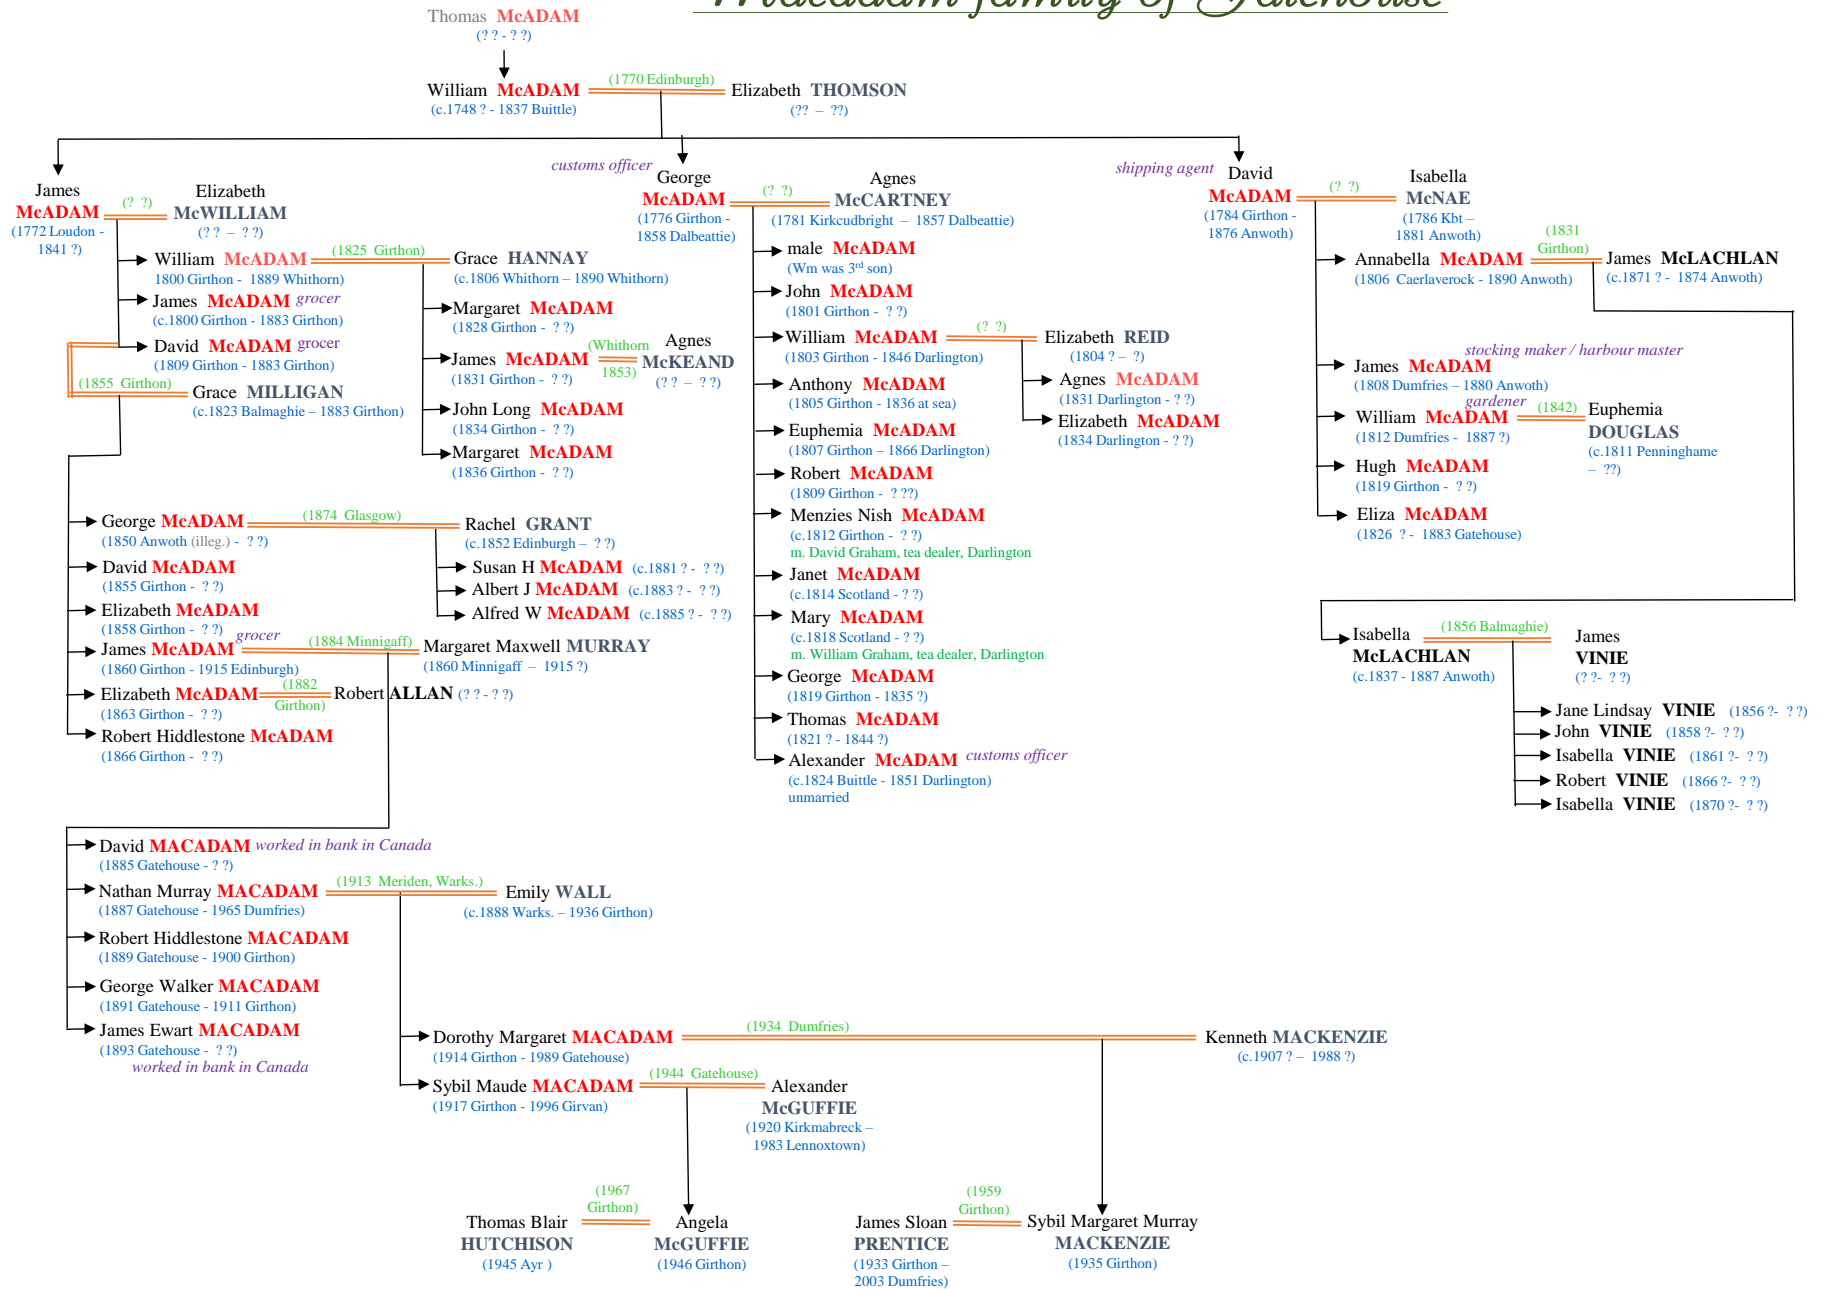 Macadam family of Gatehouse
Thomas McADAM
(? ? - ? ?)
William McADAM
(c.1748 ? - 1837 Buittle)
(1770 Edinburgh)
Elizabeth THOMSON
(?? – ??)
James
McADAM
(1772 Loudon -
1841 ?)
(? ?)
Elizabeth
McWILLIAM
(? ? – ? ?)
William McADAM
1800 Girthon - 1889 Whithorn)
(1825 Girthon)
Grace HANNAY
(c.1806 Whithorn – 1890 Whithorn)
James McADAM grocer
(c.1800 Girthon - 1883 Girthon)
David McADAM grocer
(1809 Girthon - 1883 Girthon)
(1855 Girthon)
Grace MILLIGAN
(c.1823 Balmaghie – 1883 Girthon)
Margaret McADAM
(1828 Girthon - ? ?)
James McADAM
(1831 Girthon - ? ?)
(Whithorn
1853)
Agnes
McKEAND
(? ? – ? ?)
John Long McADAM
(1834 Girthon - ? ?)
Margaret McADAM
(1836 Girthon - ? ?)
George McADAM
(1850 Anwoth (illeg.) - ? ?)
(1874 Glasgow)
Rachel GRANT
(c.1852 Edinburgh – ? ?)
Susan H McADAM (c.1881 ? - ? ?)
Albert J McADAM (c.1883 ? - ? ?)
Alfred W McADAM (c.1885 ? - ? ?)
David McADAM
(1855 Girthon - ? ?)
Elizabeth McADAM
(1858 Girthon - ? ?)
grocer
James McADAM
(1860 Girthon - 1915 Edinburgh)
(1884 Minnigaff)
Margaret Maxwell MURRAY
(1860 Minnigaff – 1915 ?)
Elizabeth McADAM
(1863 Girthon - ? ?)
(1882
Girthon)
Robert ALLAN (? ? - ? ?)
Robert Hiddlestone McADAM
(1866 Girthon - ? ?)
customs officer
George
McADAM
(1776 Girthon -
1858 Dalbeattie)
(? ?)
Agnes
McCARTNEY
(1781 Kirkcudbright – 1857 Dalbeattie)
male McADAM
(Wm was 3rd son)
John McADAM
(1801 Girthon - ? ?)
William McADAM
(1803 Girthon - 1846 Darlington)
(? ?)
Elizabeth REID
(1804 ? – ?)
Agnes McADAM
(1831 Darlington - ? ?)
Elizabeth McADAM
(1834 Darlington - ? ?)
Anthony McADAM
(1805 Girthon - 1836 at sea)
Euphemia McADAM
(1807 Girthon – 1866 Darlington)
Robert McADAM
(1809 Girthon - ? ??)
Menzies Nish McADAM
(c.1812 Girthon - ? ?)
m. David Graham, tea dealer, Darlington
Janet McADAM
(c.1814 Scotland - ? ?)
Mary McADAM
(c.1818 Scotland - ? ?)
m. William Graham, tea dealer, Darlington
George McADAM
(1819 Girthon - 1835 ?)
Thomas McADAM
(1821 ? - 1844 ?)
Alexander McADAM customs officer
(c.1824 Buittle - 1851 Darlington)
unmarried
shipping agent
David
McADAM
(1784 Girthon -
1876 Anwoth)
(? ?)
Isabella
McNAE
(1786 Kbt –
1881 Anwoth)
Annabella McADAM
(1806 Caerlaverock - 1890 Anwoth)
(1831
Girthon)
James McLACHLAN
(c.1871 ? - 1874 Anwoth)
stocking maker / harbour master
James McADAM
(1808 Dumfries – 1880 Anwoth)
gardener
William McADAM
(1812 Dumfries - 1887 ?)
(1842)
Euphemia
DOUGLAS
(c.1811 Penninghame
– ??)
Hugh McADAM
(1819 Girthon - ? ?)
Eliza McADAM
(1826 ? - 1883 Gatehouse)
Isabella
McLACHLAN
(c.1837 - 1887 Anwoth)
(1856 Balmaghie)
James
VINIE
(? ?- ? ?)
Jane Lindsay VINIE (1856 ?- ? ?)
John VINIE (1858 ?- ? ?)
Isabella VINIE (1861 ?- ? ?)
Robert VINIE (1866 ?- ? ?)
Isabella VINIE (1870 ?- ? ?)
David MACADAM worked in bank in Canada
(1885 Gatehouse - ? ?)
Nathan Murray MACADAM
(1887 Gatehouse - 1965 Dumfries)
(1913 Meriden, Warks.)
Emily WALL
(c.1888 Warks. – 1936 Girthon)
Robert Hiddlestone MACADAM
(1889 Gatehouse - 1900 Girthon)
George Walker MACADAM
(1891 Gatehouse - 1911 Girthon)
James Ewart MACADAM
(1893 Gatehouse - ? ?)
worked in bank in Canada
Dorothy Margaret MACADAM
(1914 Girthon - 1989 Gatehouse)
(1934 Dumfries)
Kenneth MACKENZIE
(c.1907 ? – 1988 ?)
Sybil Maude MACADAM
(1917 Girthon - 1996 Girvan)
(1944 Gatehouse)
Alexander
McGUFFIE
(1920 Kirkmabreck –
1983 Lennoxtown)
Thomas Blair
HUTCHISON
(1945 Ayr )
(1967
Girthon)
Angela
McGUFFIE
(1946 Girthon)
James Sloan
PRENTICE
(1933 Girthon –
2003 Dumfries)
(1959
Girthon)
Sybil Margaret Murray
MACKENZIE
(1935 Girthon)